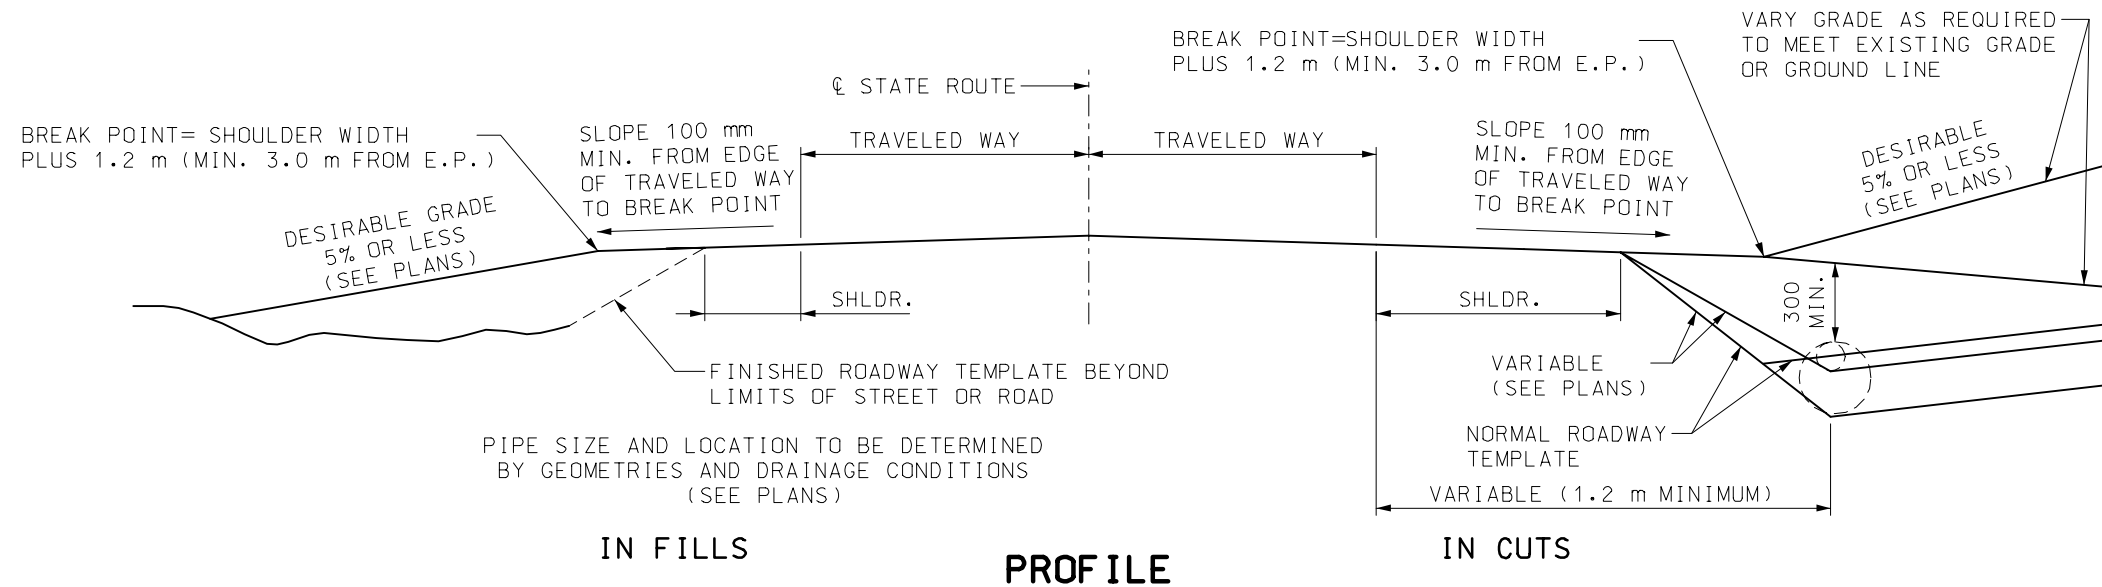 BREAK POINT=SHOULDER WIDTH
PLUS 1.2 m (MIN. 3.0 m FROM E.P.)
VARY GRADE AS REQUIRED
TO MEET EXISTING GRADE
OR GROUND LINE
℄ STATE ROUTE
BREAK POINT= SHOULDER WIDTH
PLUS 1.2 m (MIN. 3.0 m FROM E.P.)
SLOPE 100 mm
MIN. FROM EDGE
OF TRAVELED WAY
TO BREAK POINT
TRAVELED WAY
TRAVELED WAY
SLOPE 100 mm
MIN. FROM EDGE
OF TRAVELED WAY
TO BREAK POINT
DESIRABLE
5% OR LESS
(SEE PLANS)
DESIRABLE GRADE
5% OR LESS
(SEE PLANS)
SHLDR.
SHLDR.
300
MIN.
FINISHED ROADWAY TEMPLATE BEYOND
LIMITS OF STREET OR ROAD
VARIABLE
(SEE PLANS)
NORMAL ROADWAY
TEMPLATE
PIPE SIZE AND LOCATION TO BE DETERMINED
BY GEOMETRIES AND DRAINAGE CONDITIONS
(SEE PLANS)
VARIABLE (1.2 m MINIMUM)
IN FILLS
IN CUTS
PROFILE